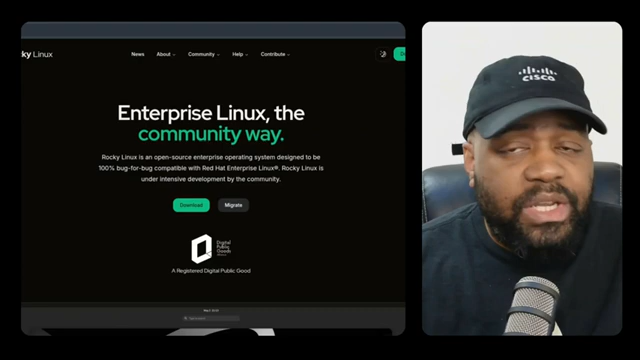 ky Linux
News
About
Community
Help
Contribute
Enterprise Linux, the
community way.
Rocky Linux is an open-source enterprise operating system designed to be
100% bug-for-bug compatible with Red Hat Enterprise Linux®. Rocky Linux is
under intensive development by the community.
Download
Migrate
Digital
Public
Goods
A Registered Digital Public Good
CISCO